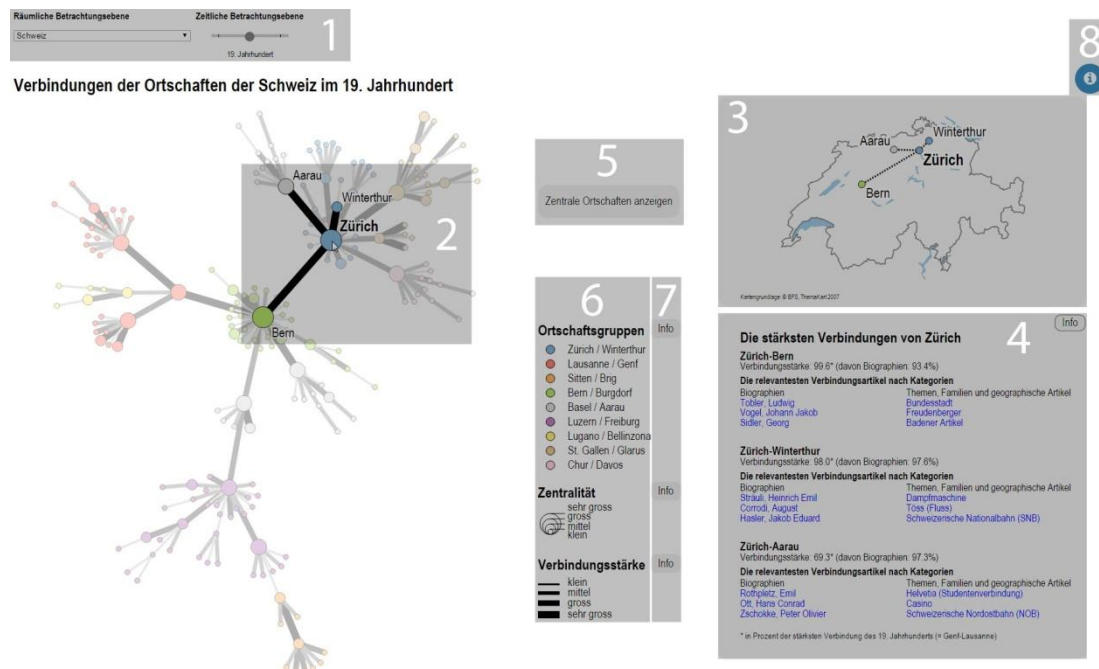 Räumliche Betrachtungsebene
Zeitliche Betrachtungsebene
Schweiz
19. Jahrhundert
1
8
Verbindungen der Ortschaften der Schweiz im 19. Jahrhundert
Aarau
Winterthur
Zürich
Bern
2
5
Zentrale Ortschaften anzeigen
3
Aarau
Winterthur
Zürich
Bern
Kartengrundlage: © BFS, ThemaKart 2007
6
7
Ortschaftsgruppen
Info
Zürich / Winterthur
Lausanne / Genf
Sitten / Brig
Bern / Burgdorf
Basel / Aarau
Luzern / Freiburg
Lugano / Bellinzona
St. Gallen / Glarus
Chur / Davos
Zentralität
Info
sehr gross
gross
mittel
klein
Verbindungsstärke
Info
klein
mittel
gross
sehr gross
4
Info
Die stärksten Verbindungen von Zürich
Zürich-Bern
Verbindungsstärke: 99.6* (davon Biographien: 93.4%)
Die relevantesten Verbindungsartikel nach Kategorien
Biographien Themen, Familien und geographische Artikel
Tobler, Ludwig Bundesstadt
Vogel, Johann Jakob Freudenberger
Sidler, Georg Badener Artikel
Zürich-Winterthur
Verbindungsstärke: 98.0* (davon Biographien: 97.6%)
Die relevantesten Verbindungsartikel nach Kategorien
Biographien Themen, Familien und geographische Artikel
Sträuli, Heinrich Emil Dampfmaschine
Corrodi, August Töss (Fluss)
Hasler, Jakob Eduard Schweizerische Nationalbahn (SNB)
Zürich-Aarau
Verbindungsstärke: 69.3* (davon Biographien: 97.3%)
Die relevantesten Verbindungsartikel nach Kategorien
Biographien Themen, Familien und geographische Artikel
Rothpletz, Emil Helvetia (Studentenverbindung)
Ott, Hans Conrad Casino
Zschokke, Peter Olivier Schweizerische Nordostbahn (NOB)
* in Prozent der stärksten Verbindung des 19. Jahrhunderts (= Genf-Lausanne)